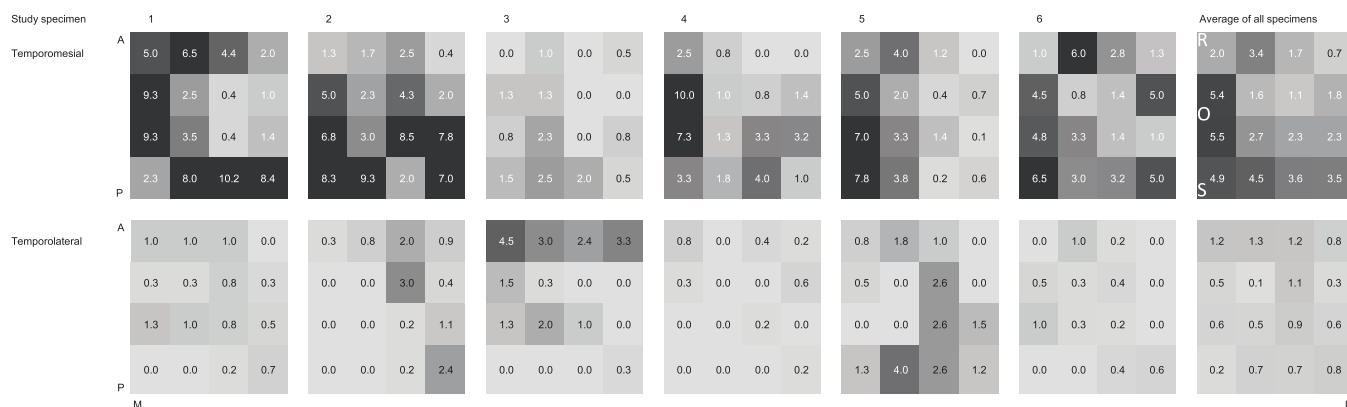 Study specimen 1 2 3 4 5 6 Average of all specimens
Temporomesial A
5.0 6.5 4.4 2.0 1.3 1.7 2.5 0.4 0.0 1.0 0.0 0.5 2.5 0.8 0.0 0.0 2.5 4.0 1.2 0.0 1.0 6.0 2.8 1.3 R 2.0 3.4 1.7 0.7
9.3 2.5 0.4 1.0 5.0 2.3 4.3 2.0 1.3 1.3 0.0 0.0 10.0 1.0 0.8 1.4 5.0 2.0 0.4 0.7 4.5 0.8 1.4 5.0 5.4 1.6 1.1 1.8
O
9.3 3.5 0.4 1.4 6.8 3.0 8.5 7.8 0.8 2.3 0.0 0.8 7.3 1.3 3.3 3.2 7.0 3.3 1.4 0.1 4.8 3.3 1.4 1.0 5.5 2.7 2.3 2.3
P 2.3 8.0 10.2 8.4 8.3 9.3 2.0 7.0 1.5 2.5 2.0 0.5 3.3 1.8 4.0 1.0 7.8 3.8 0.2 0.6 6.5 3.0 3.2 5.0 S 4.9 4.5 3.6 3.5
Temporolateral A
1.0 1.0 1.0 0.0 0.3 0.8 2.0 0.9 4.5 3.0 2.4 3.3 0.8 0.0 0.4 0.2 0.8 1.8 1.0 0.0 0.0 1.0 0.2 0.0 1.2 1.3 1.2 0.8
0.3 0.3 0.8 0.3 0.0 0.0 3.0 0.4 1.5 0.3 0.0 0.0 0.3 0.0 0.0 0.6 0.5 0.0 2.6 0.0 0.5 0.3 0.4 0.0 0.5 0.1 1.1 0.3
1.3 1.0 0.8 0.5 0.0 0.0 0.2 1.1 1.3 2.0 1.0 0.0 0.0 0.0 0.2 0.0 0.0 0.0 2.6 1.5 1.0 0.3 0.2 0.0 0.6 0.5 0.9 0.6
P 0.0 0.0 0.2 0.7 0.0 0.0 0.2 2.4 0.0 0.0 0.0 0.3 0.0 0.0 0.0 0.2 1.3 4.0 2.6 1.2 0.0 0.0 0.4 0.6 0.2 0.7 0.7 0.8
M